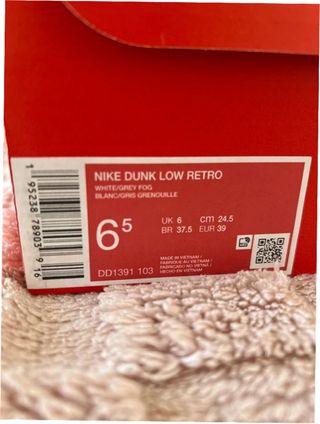 NIKE DUNK LOW RETRO
WHITE/GREY FOG
BLANC/GRIS GRENOUILLE
6 5
UK 6 cm 24.5
BR 37.5 EUR 39
DD1391 103
MADE IN VIETNAM /
FABRIQUÉ AU VIETNAM /
FABRICADO NO VIETNÃ /
HECHO EN VIETNAM
1 95238 78903 9 10